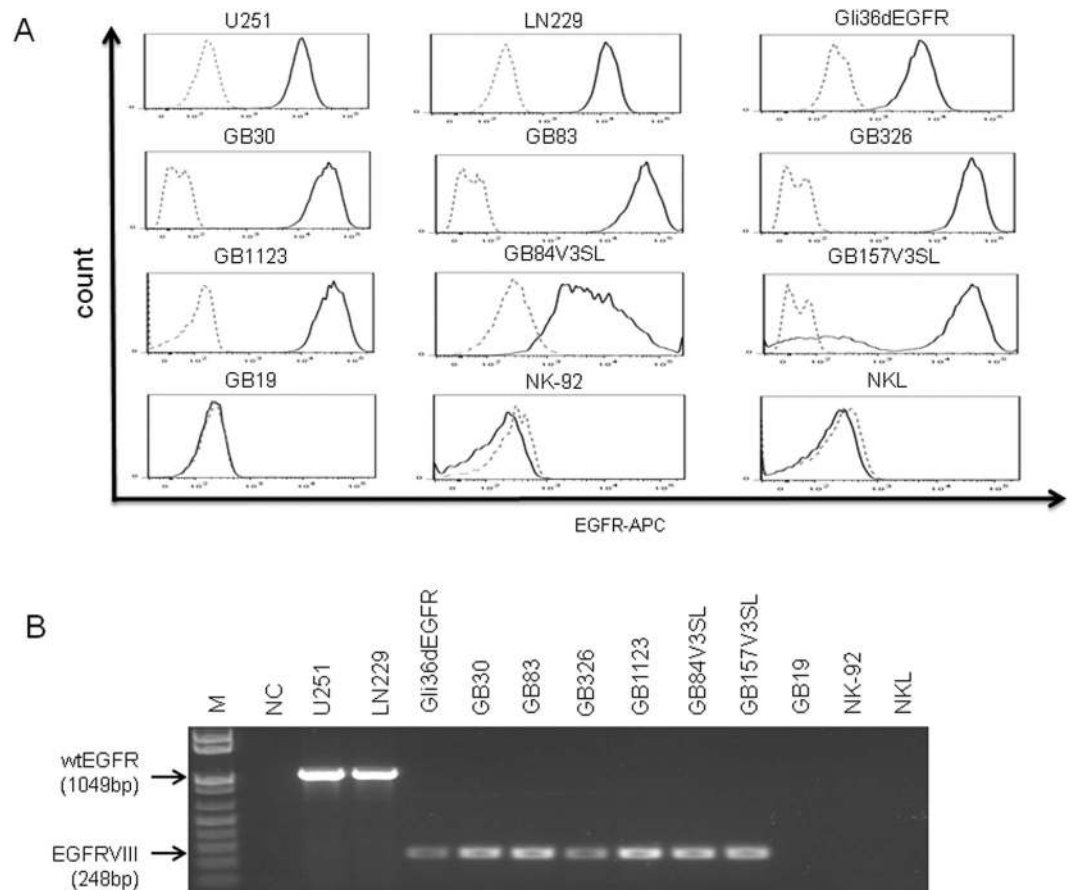 A
U251
LN229
Gli36dEGFR
GB30
GB83
GB326
GB1123
GB84V3SL
GB157V3SL
GB19
NK-92
NKL
count
EGFR-APC
B
M
NC
U251
LN229
Gli36dEGFR
GB30
GB83
GB326
GB1123
GB84V3SL
GB157V3SL
GB19
NK-92
NKL
wtEGFR
(1049bp)
EGFRVIII
(248bp)